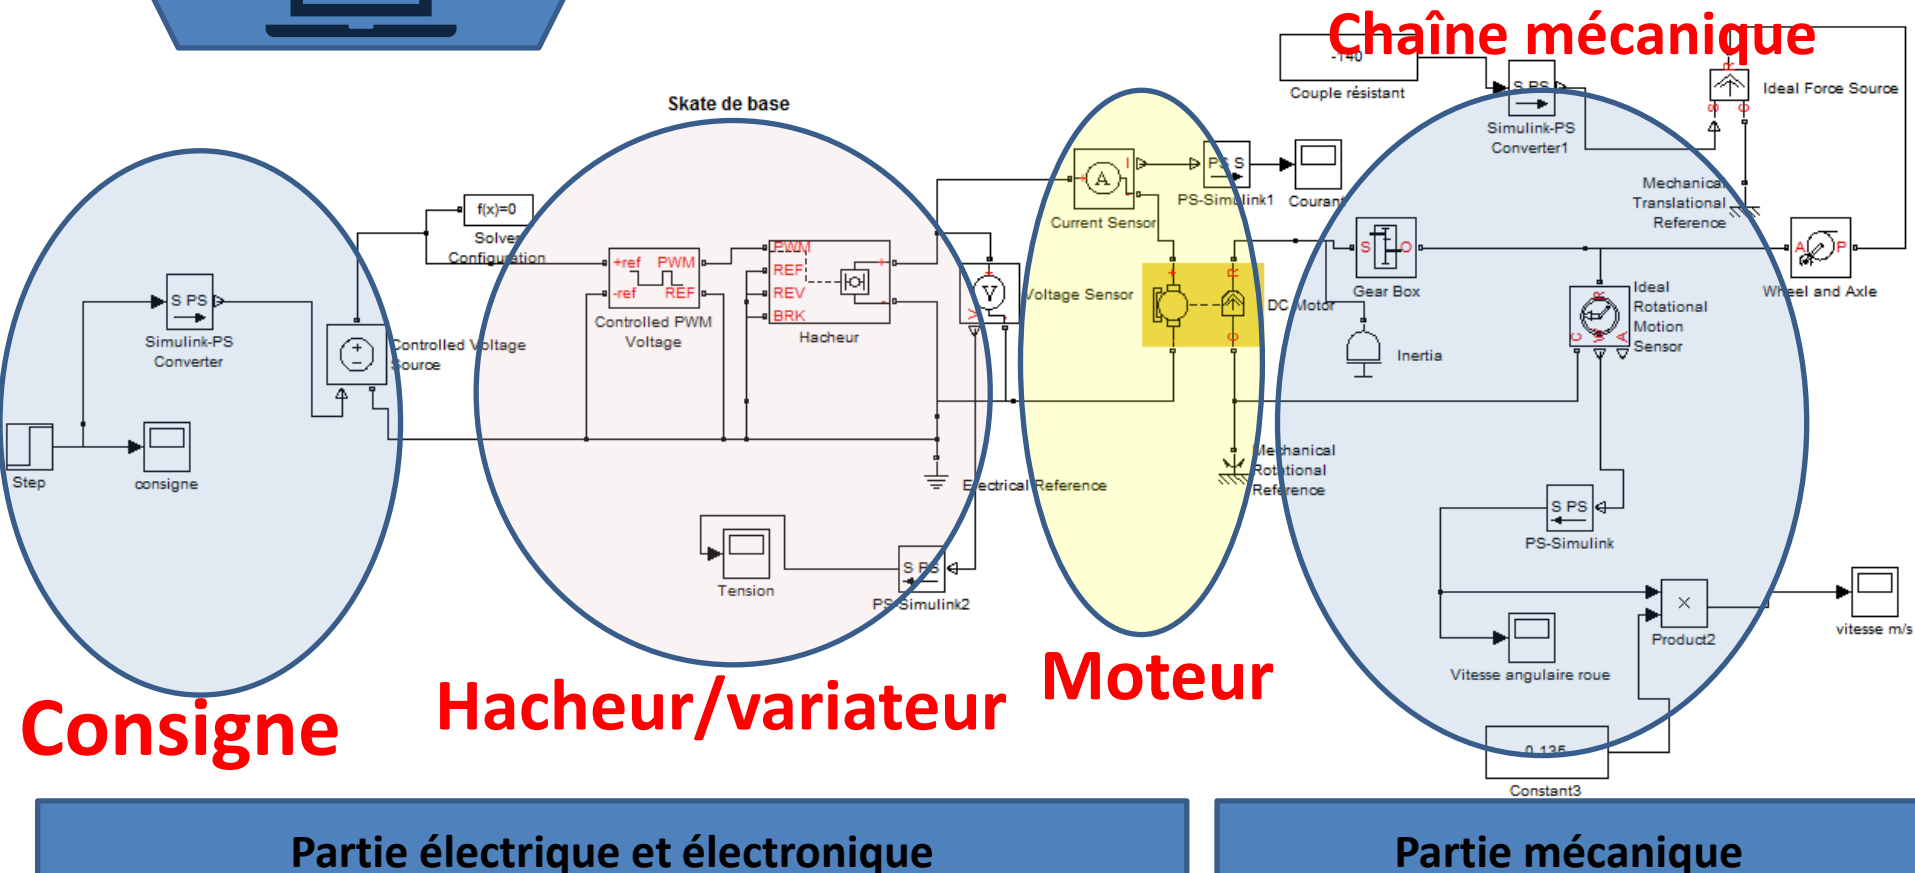 Chaîne mécanique
-140
Couple résistant
S PS
Simulink-PS
Converter1
R
S
C
Ideal Force Source
Mechanical
Translational
Reference
Skate de base
f(x)=0
Solver
Configuration
S PS
Simulink-PS
Converter
Controlled Voltage
Source
Step
consigne
+ref PWM
-ref REF
Controlled PWM
Voltage
PWM
REF
REV
BRK
+
-
Hacheur
V
+
-
V
Voltage Sensor
Electrical Reference
Tension
S PS
PS-Simulink2
A
I
+
-
Current Sensor
PS S
PS-Simulink1
Courant
+
R
-
C
DC Motor
Mechanical
Rotational
Reference
S O
Gear Box
Inertia
R
C
W
A
Ideal
Rotational
Motion
Sensor
A P
Wheel and Axle
S PS
PS-Simulink
×
Product2
vitesse m/s
Vitesse angulaire roue
0.135
Constant3
Consigne
Hacheur/variateur
Moteur
Partie électrique et électronique
Partie mécanique